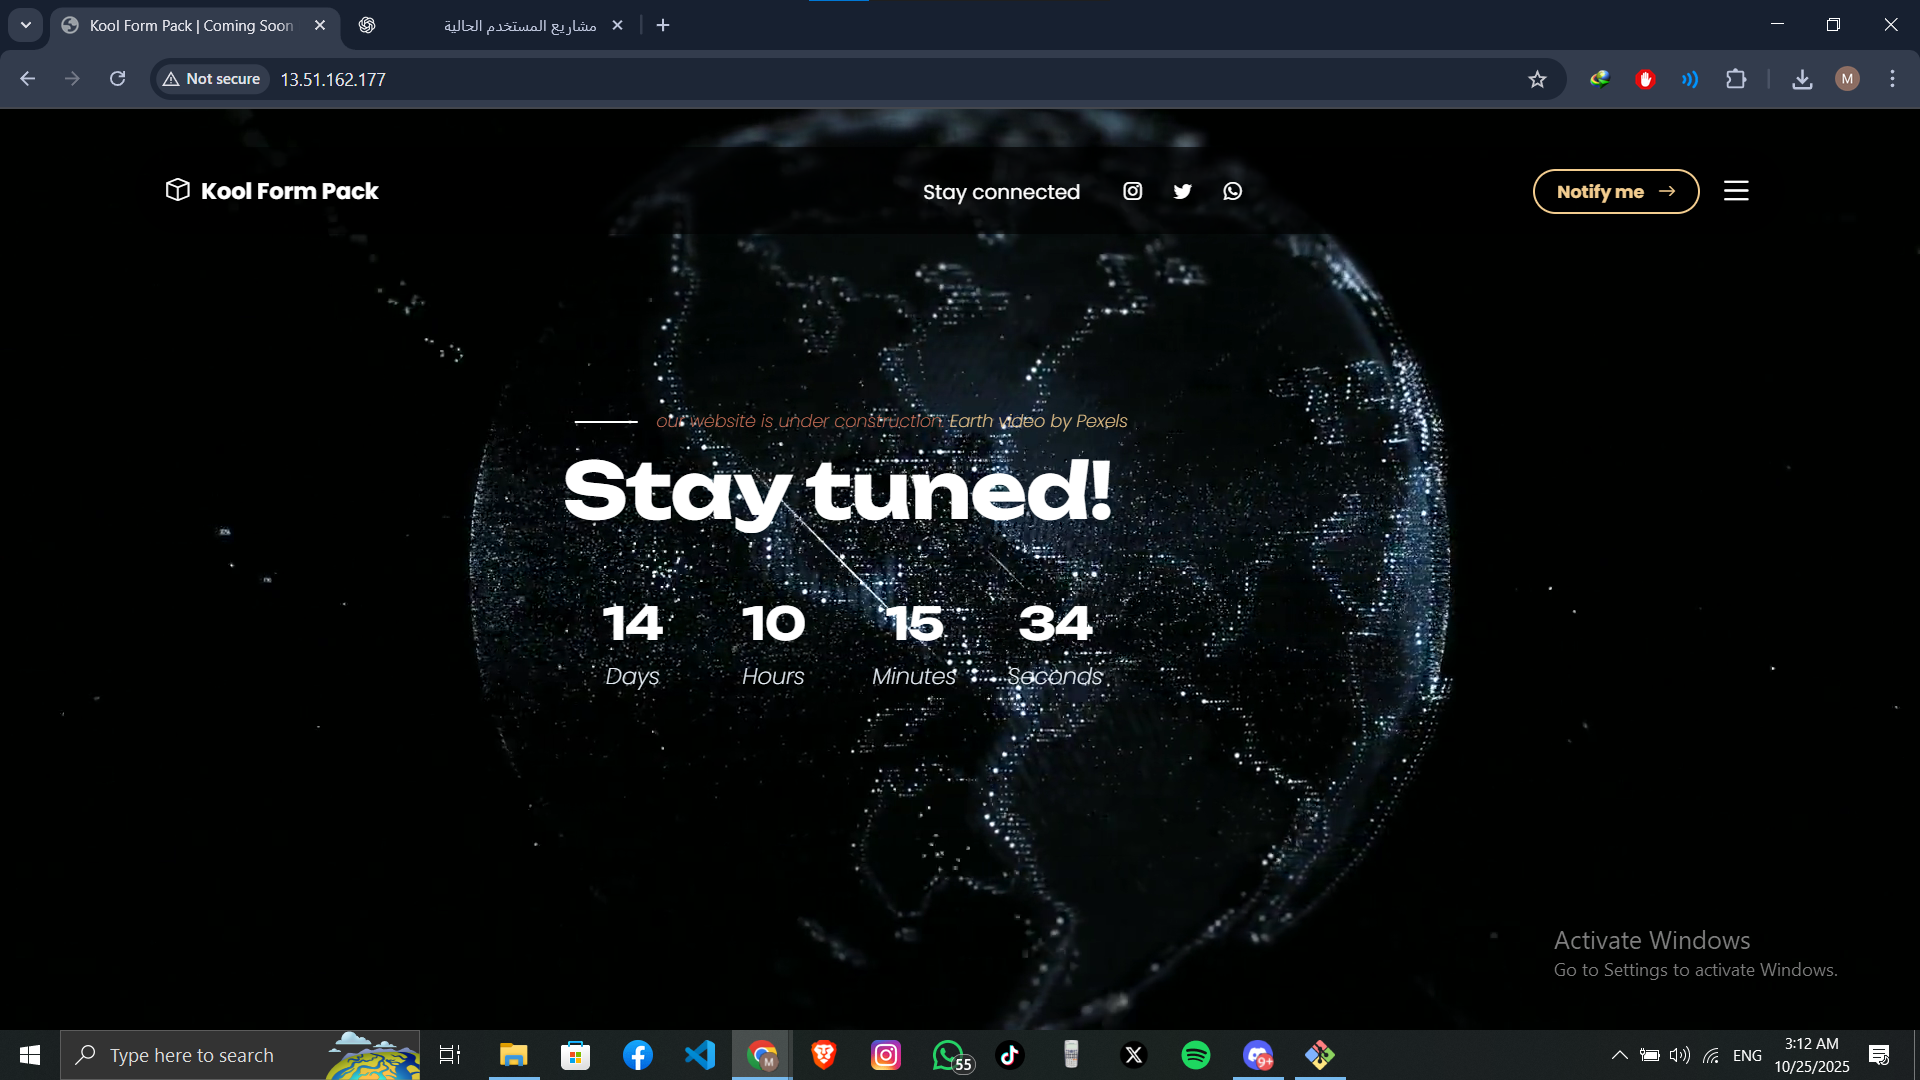 Kool Form Pack | Coming Soon
مشاريع المستخدم الحالية
Not secure
13.51.162.177
M
Kool Form Pack
Stay connected
Notify me
our website is under construction. Earth video by Pexels
Stay tuned!
14 10 15 34
Days Hours Minutes Seconds
Activate Windows
Go to Settings to activate Windows.
Type here to search
M
55
X
9+
ENG
3:12 AM
10/25/2025